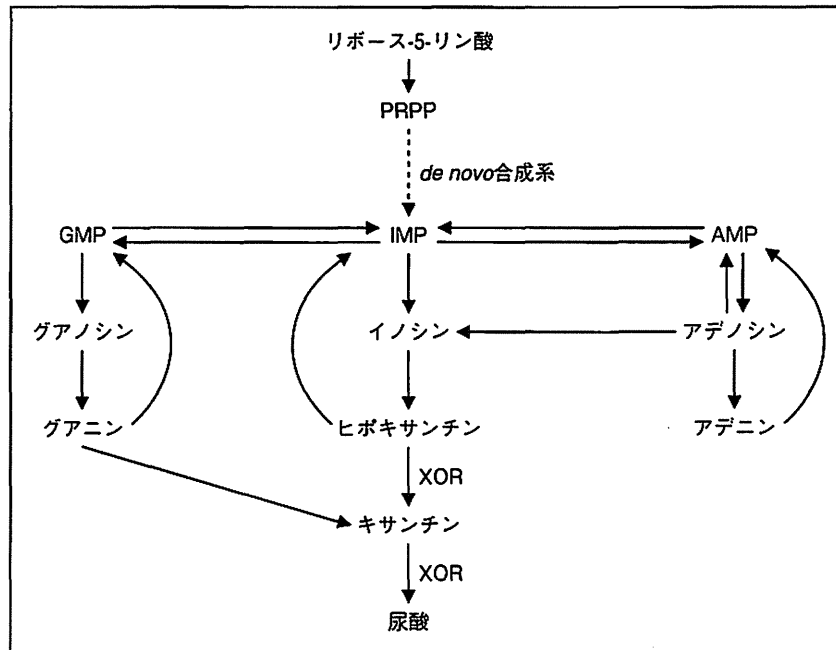 リボース-5-リン酸
PRPP
de novo合成系
GMP
IMP
AMP
グアノシン
イノシン
アデノシン
グアニン
ヒポキサンチン
アデニン
XOR
キサンチン
XOR
尿酸